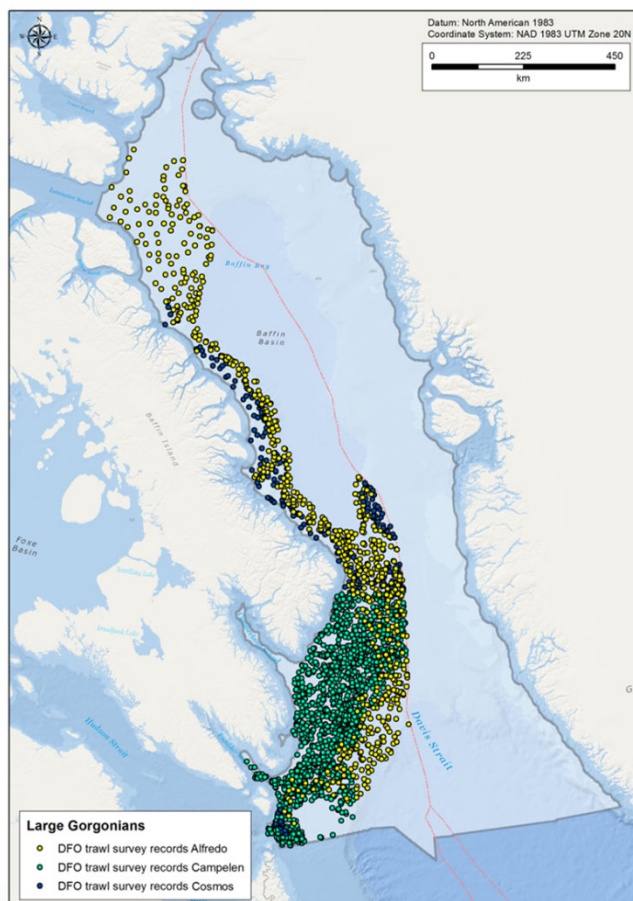 Datum: North American 1983
Coordinate System: NAD 1983 UTM Zone 20N
0 225 450
km
N
W E
S
Lancaster Sound
Baffin Bay
Baffin
Basin
Baffin Island
Foxe
Basin
Hudson Strait
Davis Strait
G
Large Gorgonians
DFO trawl survey records Alfredo
DFO trawl survey records Campelen
DFO trawl survey records Cosmos